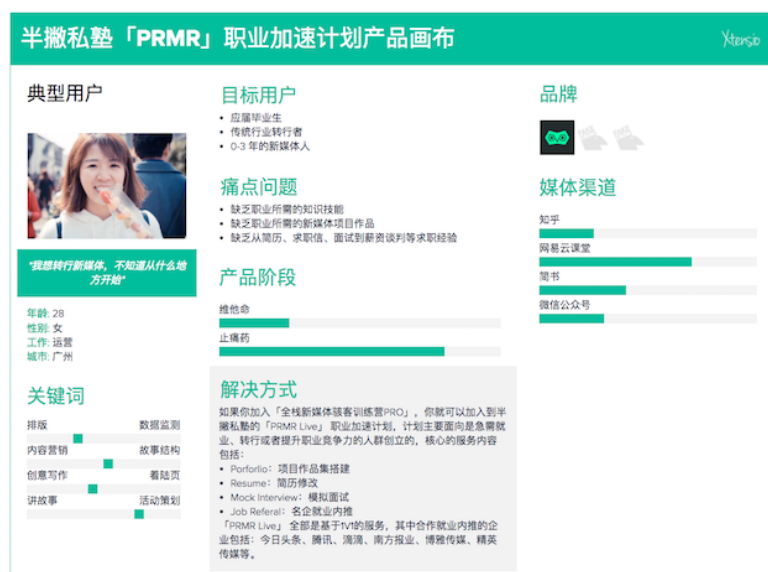 半撇私塾「PRMR」职业加速计划产品画布
Xtensio
典型用户
"我想转行新媒体，不知道从什么地
方开始"
年龄: 28
性别: 女
工作: 运营
城市: 广州
关键词
排版 数据监测
内容营销 故事结构
创意写作 着陆页
讲故事 活动策划
目标用户
• 应届毕业生
• 传统行业转行者
• 0-3 年的新媒体人
痛点问题
• 缺乏职业所需的知识技能
• 缺乏职业所需的新媒体项目作品
• 缺乏从简历、求职信、面试到薪资谈判等求职经验
产品阶段
维他命
止痛药
解决方式
如果你加入「全栈新媒体骇客训练营PRO」，你就可以加入到半
撇私塾的「PRMR Live」 职业加速计划，计划主要面向是急需就
业、转行或者提升职业竞争力的人群创立的，核心的服务内容
包括：
• Porforlio：项目作品集搭建
• Resume：简历修改
• Mock Interview：模拟面试
• Job Referal：名企就业内推
「PRMR Live」 全部是基于1V1的服务，其中合作就业内推的企
业包括：今日头条、腾讯、滴滴、南方报业、博雅传媒、精英
传媒等。
品牌
媒体渠道
知乎
网易云课堂
简书
微信公众号